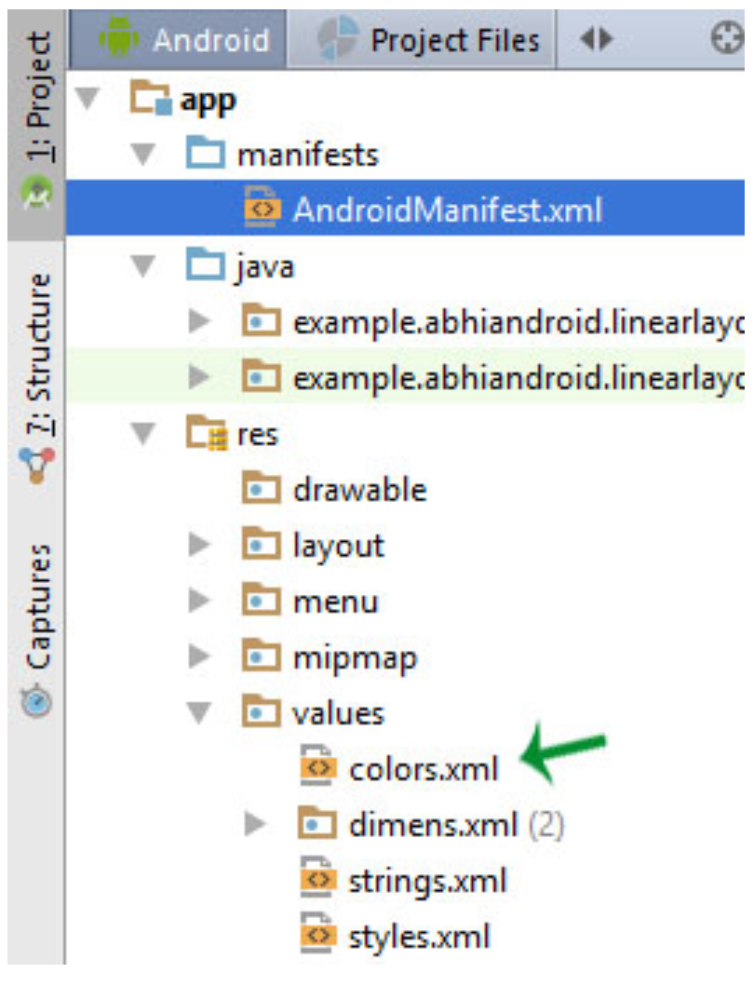 Android Project Files
1: Project
7: Structure
Captures
app
manifests
AndroidManifest.xml
java
example.abhiandroid.linearlayo
example.abhiandroid.linearlayo
res
drawable
layout
menu
mipmap
values
colors.xml
dimens.xml (2)
strings.xml
styles.xml